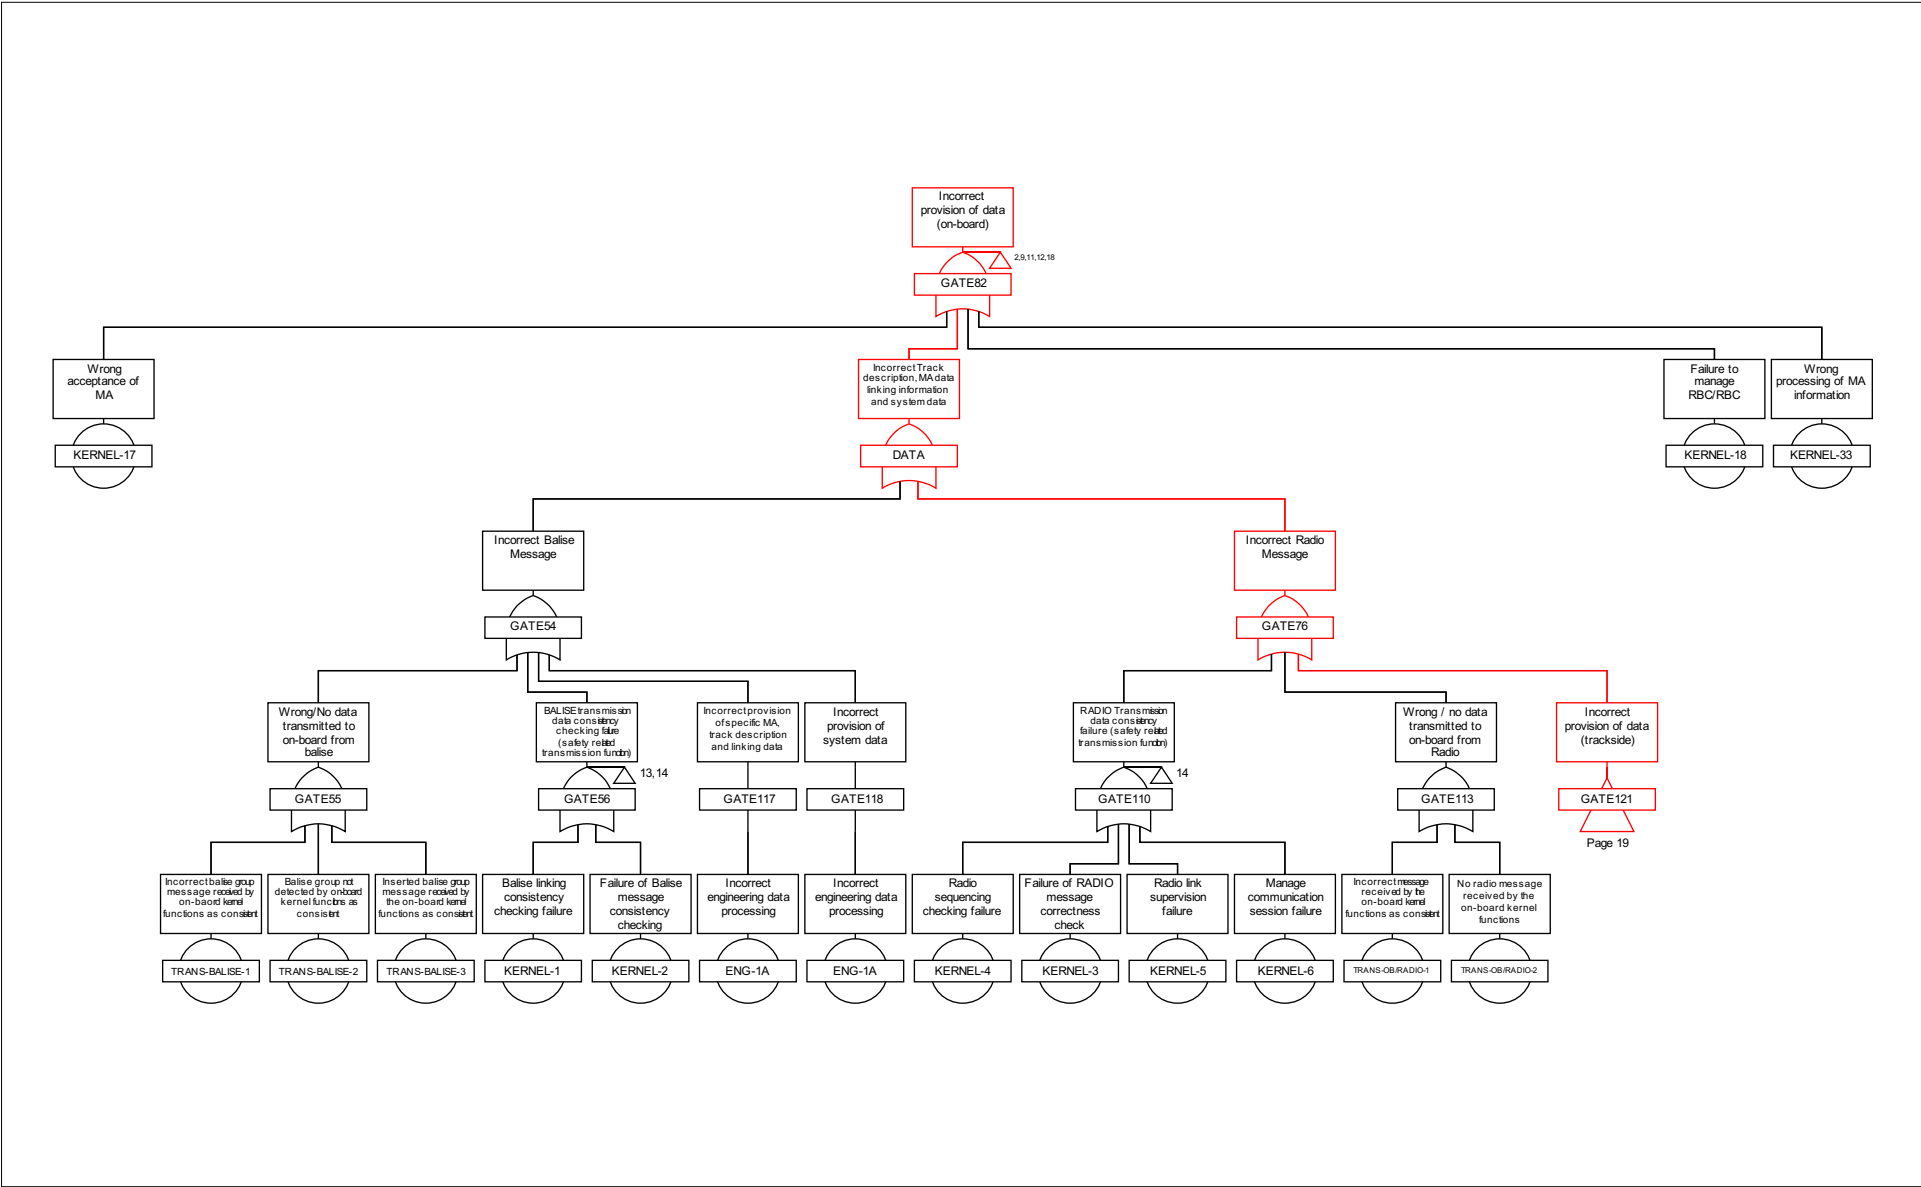 Incorrect
provision of data
(on-board)
2,9,11,12,18
GATE82
Wrong
acceptance of
MA
KERNEL-17
Incorrect Track
description, MA data
linking information
and system data
DATA
Failure to
manage
RBC/RBC
KERNEL-18
Wrong
processing of MA
information
KERNEL-33
Incorrect Balise
Message
GATE54
Incorrect Radio
Message
GATE76
Wrong/No data
transmitted to
on-board from
balise
GATE55
BALISE transmission
data consistency
checking failure
(safety related
transmission function)
13, 14
GATE56
Incorrect provision
of specific MA,
track description
and linking data
GATE117
Incorrect
provision of
system data
GATE118
RADIO Transmission
data consistency
failure (safety related
transmission function)
14
GATE110
Wrong / no data
transmitted to
on-board from
Radio
GATE113
Incorrect
provision of data
(trackside)
GATE121
Page 19
Incorrect balise group
message received by
on-baord kernel
functions as consistent
TRANS-BALISE-1
Balise group not
detected by on-board
kernel functions as
consistent
TRANS-BALISE-2
Inserted balise group
message received by
the on-board kernel
functions as consistent
TRANS-BALISE-3
Balise linking
consistency
checking failure
KERNEL-1
Failure of Balise
message
consistency
checking
KERNEL-2
Incorrect
engineering data
processing
ENG-1A
Incorrect
engineering data
processing
ENG-1A
Radio
sequencing
checking failure
KERNEL-4
Failure of RADIO
message
correctness
check
KERNEL-3
Radio link
supervision
failure
KERNEL-5
Manage
communication
session failure
KERNEL-6
Incorrect message
received by the
on-board kernel
functions as consistent
TRANS-OB/RADIO-1
No radio message
received by the
on-board kernel
functions
TRANS-OB/RADIO-2